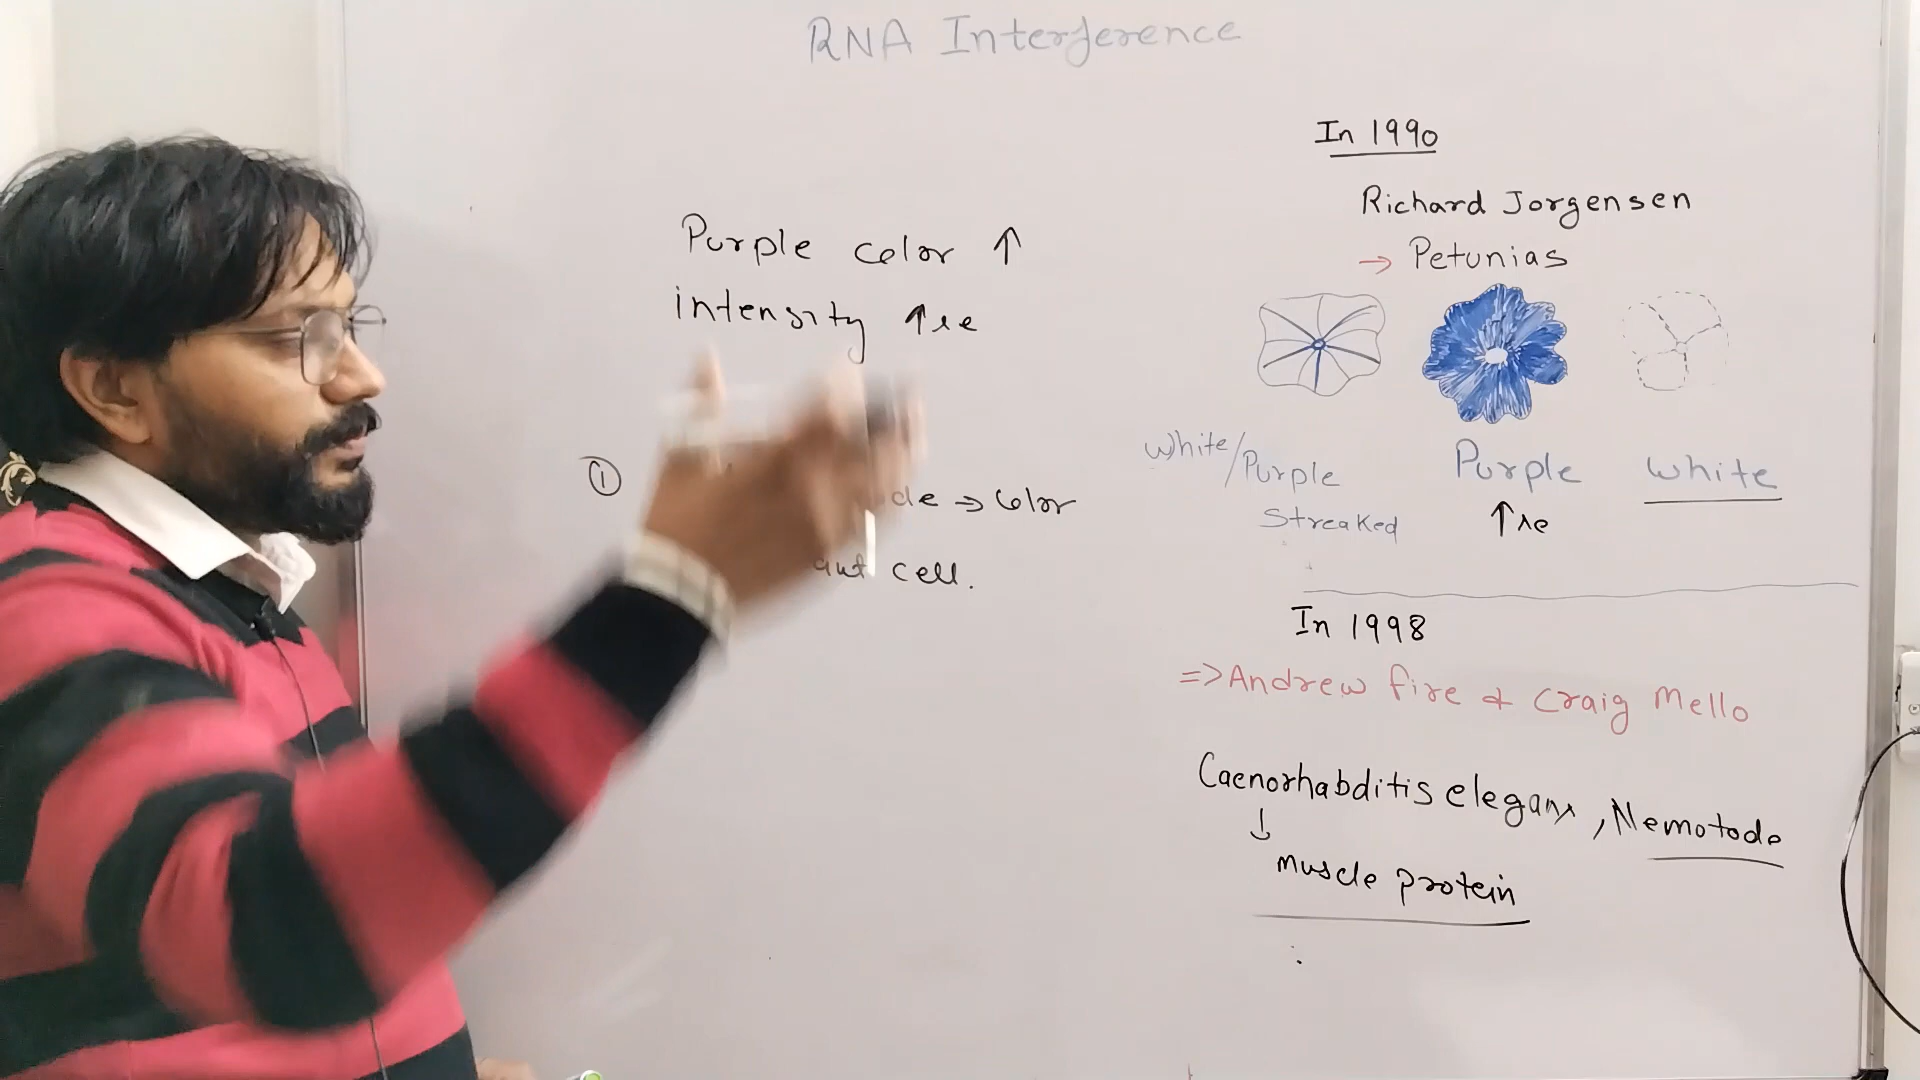 RNA Interference
Purple color ↑
intensity ↑se
①
de → Color
ant cell.
In 1990
Richard Jorgensen
→ Petunias
White/Purple
Streaked
Purple
↑se
white
In 1998
=> Andrew fire & Craig Mello
Caenorhabditis elegans, Nemotode
↓
muscle protein